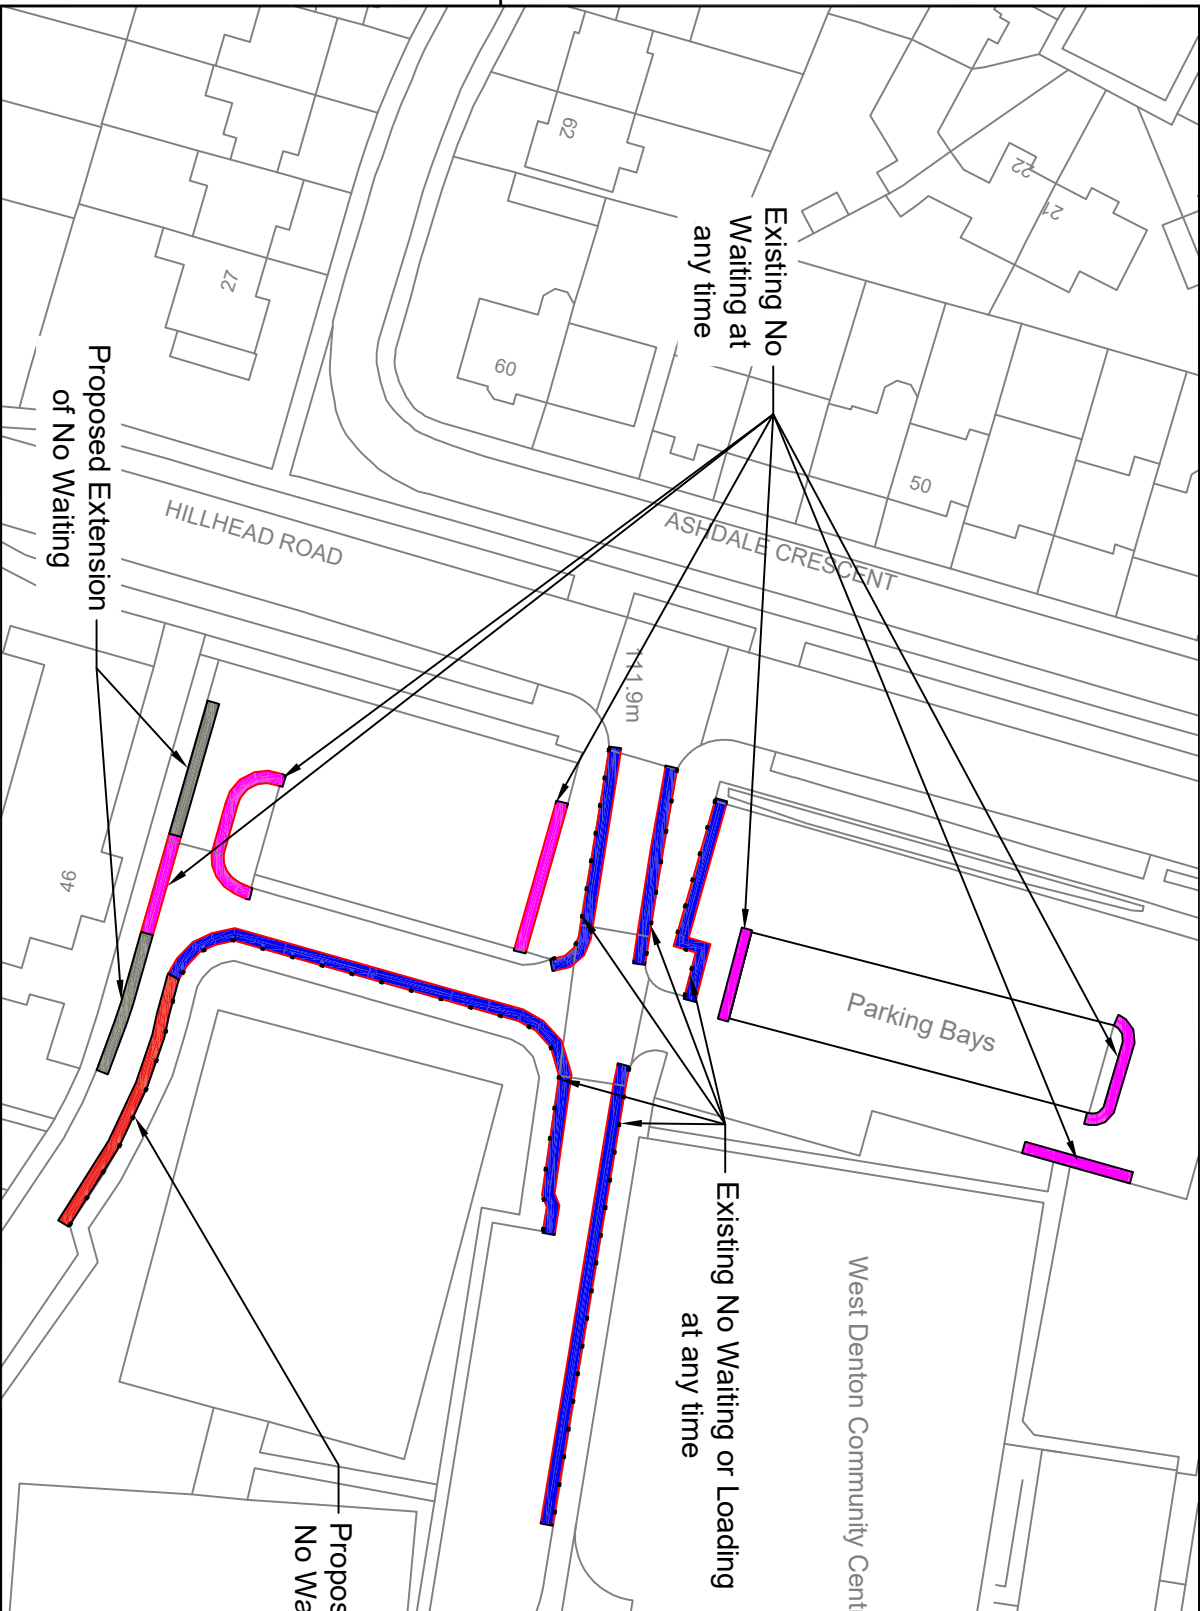 Existing No
Waiting at
any time
Proposed Extension
of No Waiting
HILLHEAD ROAD
ASHDALE CRESCENT
Existing No Waiting or Loading
at any time
Parking Bays
West Denton Community Cent
Propos
No Wa
111.9m
62
60
27
50
22
21
46